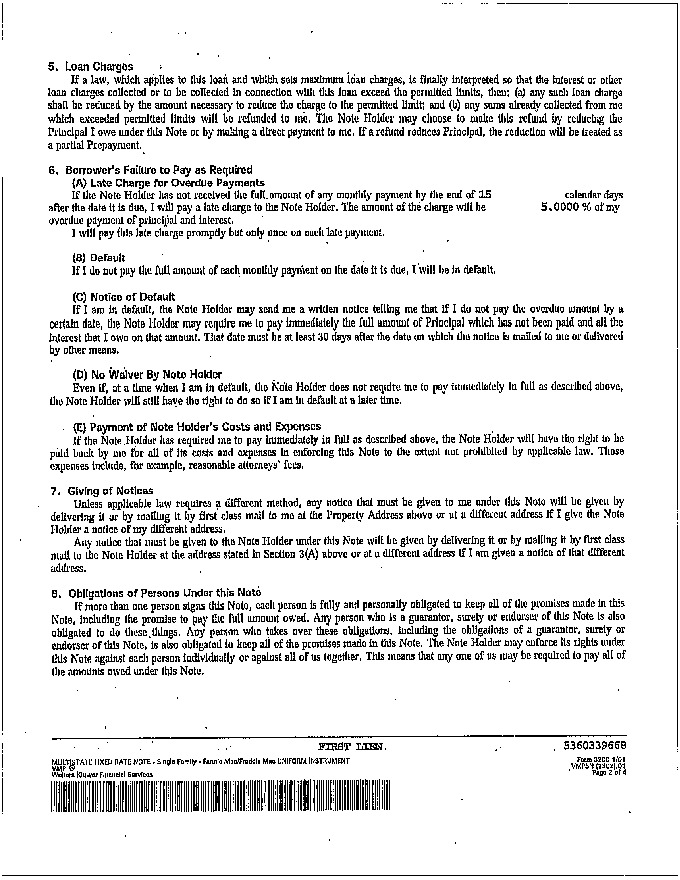 5. Loan Charges
If a law, which applies to this loan and which sets maximum loan charges, is finally interpreted so that the interest or other
loan charges collected or to be collected in connection with this loan exceed the permitted limits, then: (a) any such loan charge
shall be reduced by the amount necessary to reduce the charge to the permitted limit; and (b) any sums already collected from me
which exceeded permitted limits will be refunded to me. The Note Holder may choose to make this refund by reducing the
Principal I owe under this Note or by making a direct payment to me. If a refund reduces Principal, the reduction will be treated as
a partial Prepayment.
6. Borrower's Failure to Pay as Required
(A) Late Charge for Overdue Payments
If the Note Holder has not received the full amount of any monthly payment by the end of 15 calendar days
after the date it is due, I will pay a late charge to the Note Holder. The amount of the charge will be 5.0000 % of my
overdue payment of principal and interest.
I will pay this late charge promptly but only once on each late payment.
(B) Default
If I do not pay the full amount of each monthly payment on the date it is due, I will be in default.
(C) Notice of Default
If I am in default, the Note Holder may send me a written notice telling me that if I do not pay the overdue amount by a
certain date, the Note Holder may require me to pay immediately the full amount of Principal which has not been paid and all the
interest that I owe on that amount. That date must be at least 30 days after the date on which the notice is mailed to me or delivered
by other means.
(D) No Waiver By Note Holder
Even if, at a time when I am in default, the Note Holder does not require me to pay immediately in full as described above,
the Note Holder will still have the right to do so if I am in default at a later time.
(E) Payment of Note Holder's Costs and Expenses
If the Note Holder has required me to pay immediately in full as described above, the Note Holder will have the right to be
paid back by me for all of its costs and expenses in enforcing this Note to the extent not prohibited by applicable law. Those
expenses include, for example, reasonable attorneys' fees.
7. Giving of Notices
Unless applicable law requires a different method, any notice that must be given to me under this Note will be given by
delivering it or by mailing it by first class mail to me at the Property Address above or at a different address if I give the Note
Holder a notice of my different address.
Any notice that must be given to the Note Holder under this Note will be given by delivering it or by mailing it by first class
mail to the Note Holder at the address stated in Section 3(A) above or at a different address if I am given a notice of that different
address.
8. Obligations of Persons Under this Note
If more than one person signs this Note, each person is fully and personally obligated to keep all of the promises made in this
Note, including the promise to pay the full amount owed. Any person who is a guarantor, surety or endorser of this Note is also
obligated to do these things. Any person who takes over these obligations, including the obligations of a guarantor, surety or
endorser of this Note, is also obligated to keep all of the promises made in this Note. The Note Holder may enforce its rights under
this Note against each person individually or against all of us together. This means that any one of us may be required to pay all of
the amounts owed under this Note.
FIRST LIEN. 3360339669
MULTISTATE FIXED RATE NOTE - Single Family - Fannie Mae/Freddie Mac UNIFORM INSTRUMENT Form 3200 1/01
VMP ® VMP5N (1302).01
Wolters Kluwer Financial Services Page 2 of 4